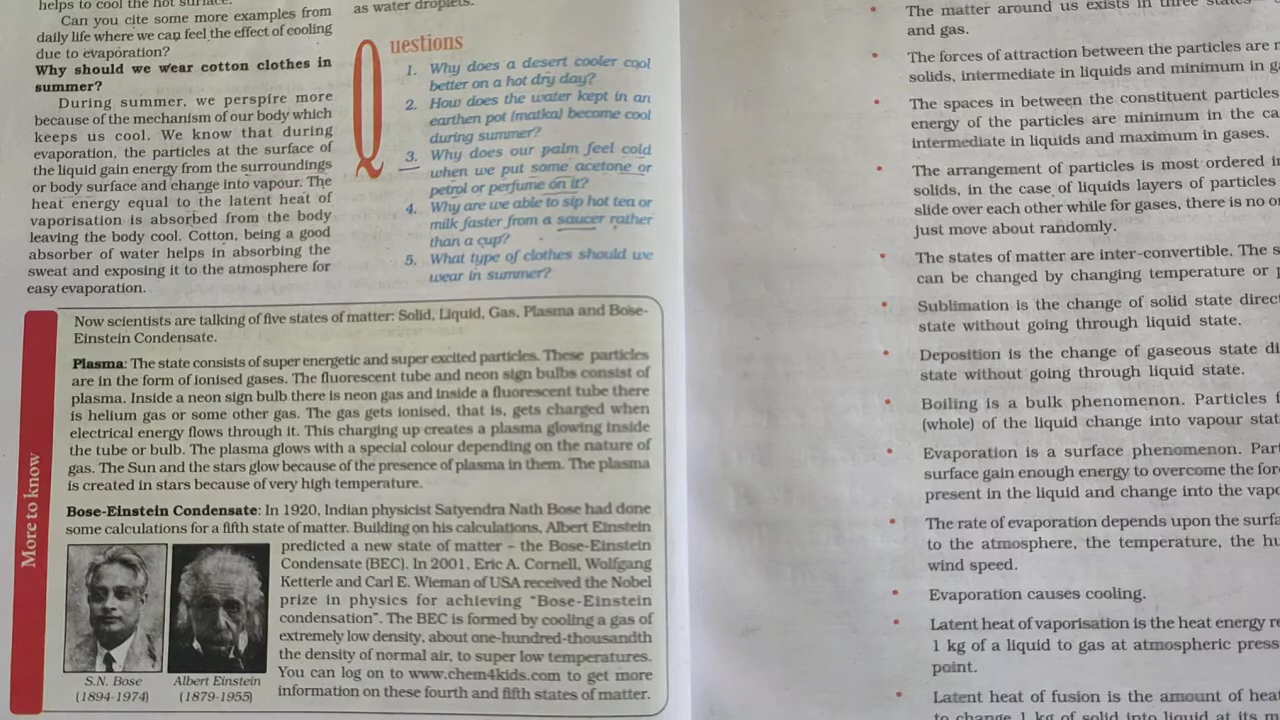 helps to cool the hot surface.
Can you cite some more examples from
daily life where we can feel the effect of cooling
due to evaporation?
Why should we wear cotton clothes in
summer?
During summer, we perspire more
because of the mechanism of our body which
keeps us cool. We know that during
evaporation, the particles at the surface of
the liquid gain energy from the surroundings
or body surface and change into vapour. The
heat energy equal to the latent heat of
vaporisation is absorbed from the body
leaving the body cool. Cotton, being a good
absorber of water helps in absorbing the
sweat and exposing it to the atmosphere for
easy evaporation.
as water droplets.
Questions
1. Why does a desert cooler cool
better on a hot dry day?
2. How does the water kept in an
earthen pot (matka) become cool
during summer?
3. Why does our palm feel cold
when we put some acetone or
petrol or perfume on it?
4. Why are we able to sip hot tea or
milk faster from a saucer rather
than a cup?
5. What type of clothes should we
wear in summer?
More to know
Now scientists are talking of five states of matter: Solid, Liquid, Gas, Plasma and Bose-
Einstein Condensate.
Plasma: The state consists of super energetic and super excited particles. These particles
are in the form of ionised gases. The fluorescent tube and neon sign bulbs consist of
plasma. Inside a neon sign bulb there is neon gas and inside a fluorescent tube there
is helium gas or some other gas. The gas gets ionised, that is, gets charged when
electrical energy flows through it. This charging up creates a plasma glowing inside
the tube or bulb. The plasma glows with a special colour depending on the nature of
gas. The Sun and the stars glow because of the presence of plasma in them. The plasma
is created in stars because of very high temperature.
Bose-Einstein Condensate: In 1920, Indian physicist Satyendra Nath Bose had done
some calculations for a fifth state of matter. Building on his calculations, Albert Einstein
predicted a new state of matter – the Bose-Einstein
Condensate (BEC). In 2001, Eric A. Cornell, Wolfgang
Ketterle and Carl E. Wieman of USA received the Nobel
prize in physics for achieving "Bose-Einstein
condensation". The BEC is formed by cooling a gas of
extremely low density, about one-hundred-thousandth
the density of normal air, to super low temperatures.
You can log on to www.chem4kids.com to get more
information on these fourth and fifth states of matter.
S.N. Bose
(1894-1974)
Albert Einstein
(1879-1955)
• The matter around us exists in three states
and gas.
• The forces of attraction between the particles are
solids, intermediate in liquids and minimum in
• The spaces in between the constituent particles
energy of the particles are minimum in the
intermediate in liquids and maximum in gases.
• The arrangement of particles is most ordered
solids, in the case of liquids layers of particles
slide over each other while for gases, there is no
just move about randomly.
• The states of matter are inter-convertible. The
can be changed by changing temperature or
• Sublimation is the change of solid state
state without going through liquid state.
• Deposition is the change of gaseous state
state without going through liquid state.
• Boiling is a bulk phenomenon. Particles
(whole) of the liquid change into vapour
• Evaporation is a surface phenomenon.
surface gain enough energy to overcome the
present in the liquid and change into the
• The rate of evaporation depends upon the
to the atmosphere, the temperature, the
wind speed.
• Evaporation causes cooling.
• Latent heat of vaporisation is the heat energy
1 kg of a liquid to gas at atmospheric
point.
• Latent heat of fusion is the amount of
to change 1 kg of solid into liquid at its